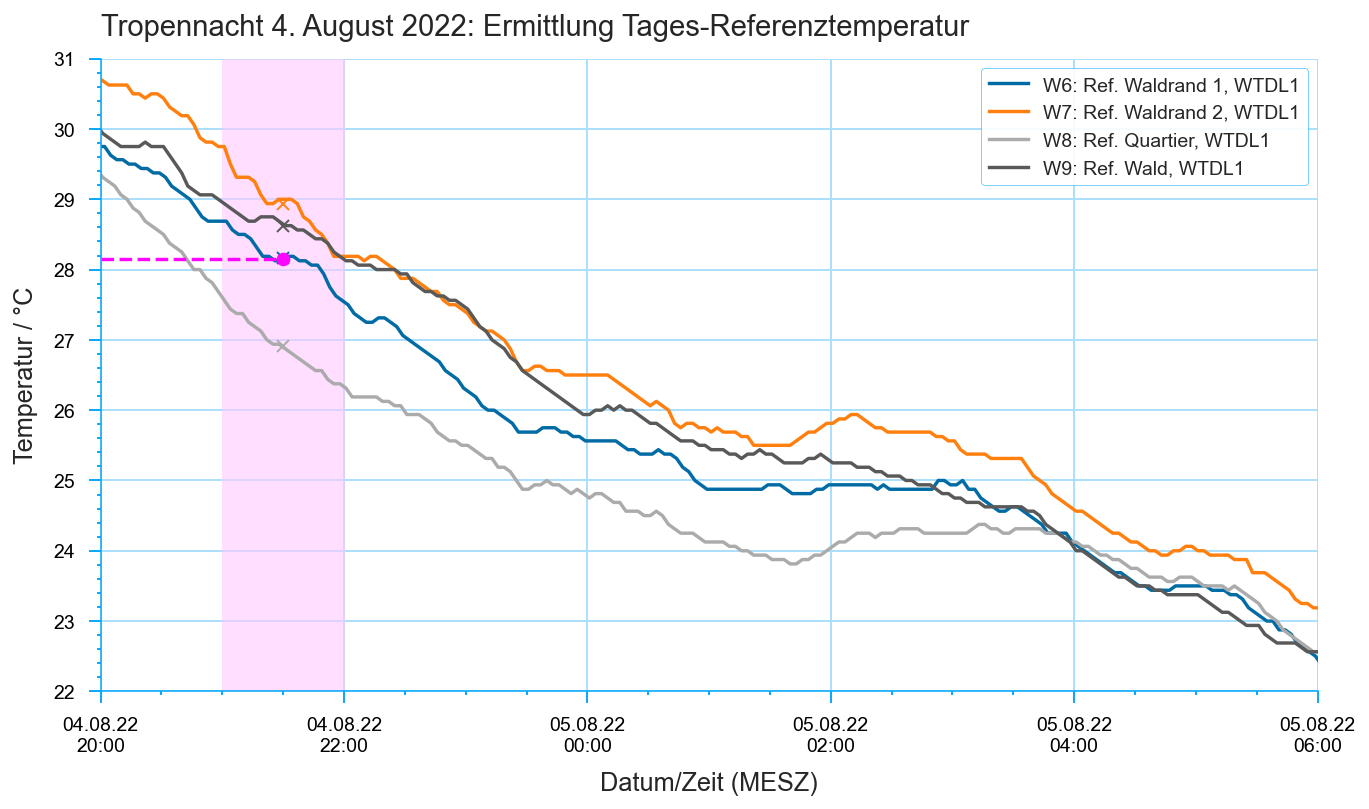 Tropennacht 4. August 2022: Ermittlung Tages-Referenztemperatur
W6: Ref. Waldrand 1, WTDL1
W7: Ref. Waldrand 2, WTDL1
W8: Ref. Quartier, WTDL1
W9: Ref. Wald, WTDL1
Temperatur / °C
31
30
29
28
27
26
25
24
23
22
04.08.22 04.08.22 05.08.22 05.08.22 05.08.22 05.08.22
20:00 22:00 00:00 02:00 04:00 06:00
Datum/Zeit (MESZ)